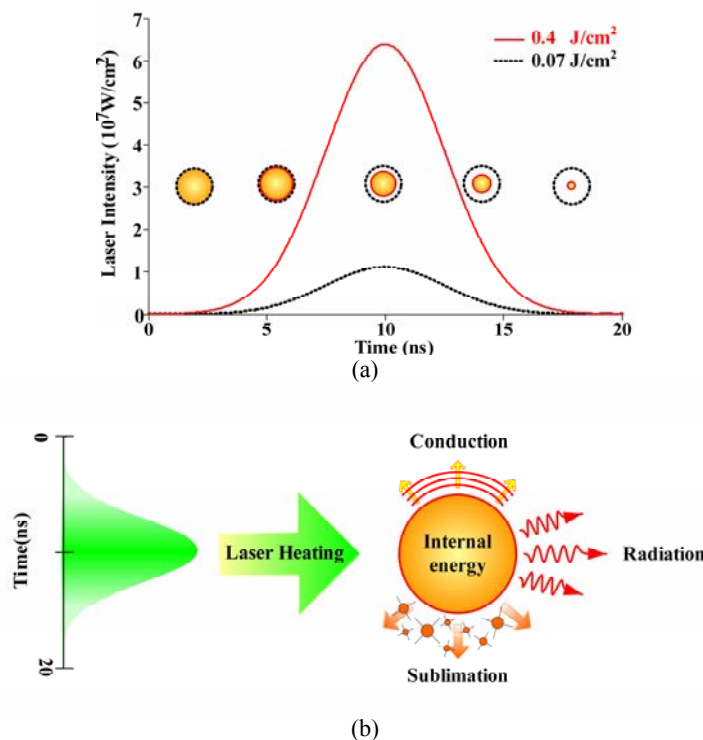 7
6
5
4
3
2
1
0
Laser Intensity (10⁷W/cm²)
0.4 J/cm²
0.07 J/cm²
0 5 10 15 20
Time (ns)
(a)
0
20
Time(ns)
Laser Heating
Conduction
Internal
energy
Radiation
Sublimation
(b)